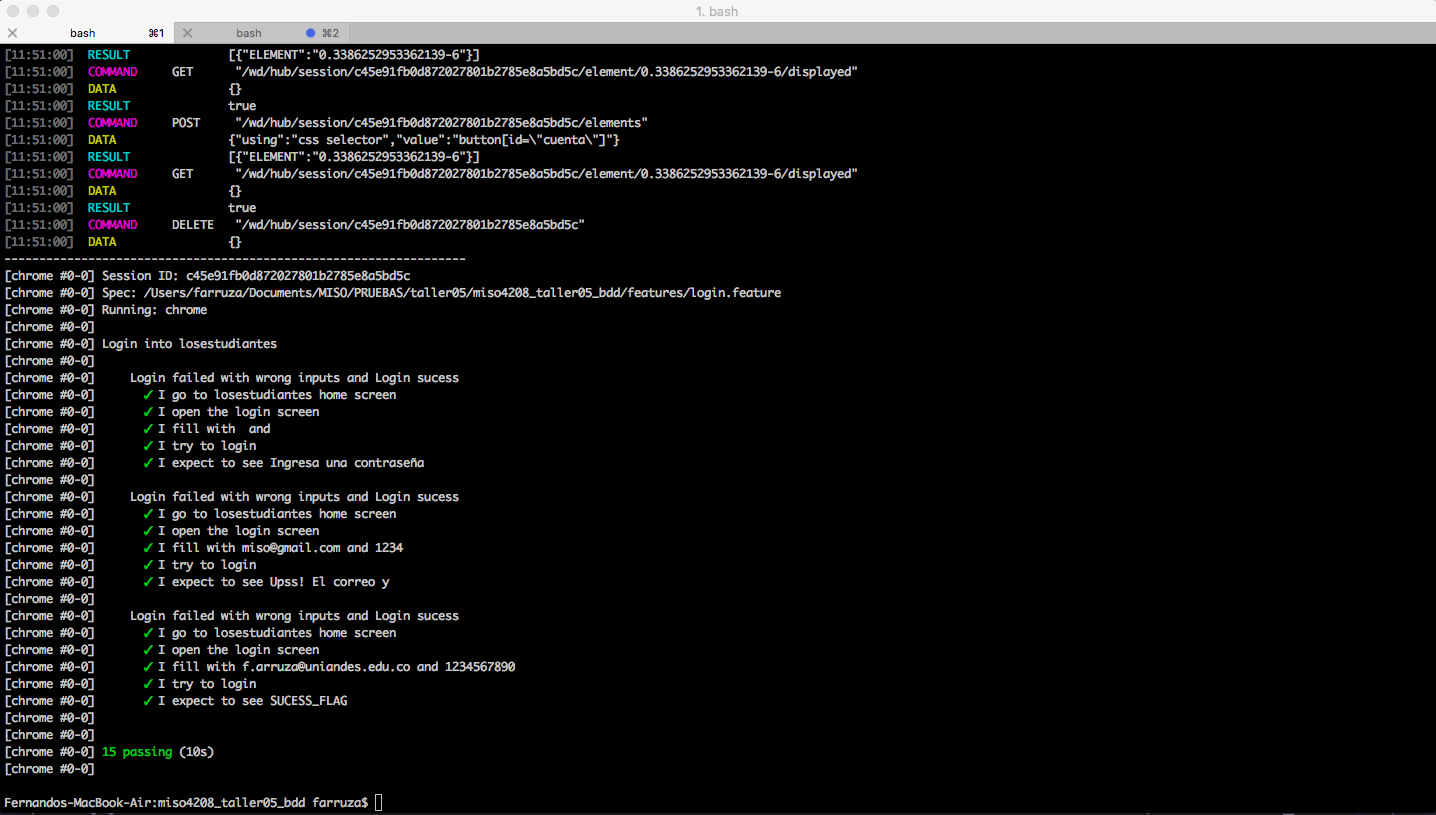 1. bash
bash ⌘1 bash ⌘2
[11:51:00] RESULT [{"ELEMENT":"0.3386252953362139-6"}]
[11:51:00] COMMAND GET "/wd/hub/session/c45e91fb0d872027801b2785e8a5bd5c/element/0.3386252953362139-6/displayed"
[11:51:00] DATA {}
[11:51:00] RESULT true
[11:51:00] COMMAND POST "/wd/hub/session/c45e91fb0d872027801b2785e8a5bd5c/elements"
[11:51:00] DATA {"using":"css selector","value":"button[id=\"cuenta\"]"}
[11:51:00] RESULT [{"ELEMENT":"0.3386252953362139-6"}]
[11:51:00] COMMAND GET "/wd/hub/session/c45e91fb0d872027801b2785e8a5bd5c/element/0.3386252953362139-6/displayed"
[11:51:00] DATA {}
[11:51:00] RESULT true
[11:51:00] COMMAND DELETE "/wd/hub/session/c45e91fb0d872027801b2785e8a5bd5c"
[11:51:00] DATA {}
------------------------------------------------------------------
[chrome #0-0] Session ID: c45e91fb0d872027801b2785e8a5bd5c
[chrome #0-0] Spec: /Users/farruza/Documents/MISO/PRUEBAS/taller05/miso4208_taller05_bdd/features/login.feature
[chrome #0-0] Running: chrome
[chrome #0-0]
[chrome #0-0] Login into losestudiantes
[chrome #0-0]
[chrome #0-0] Login failed with wrong inputs and Login sucess
[chrome #0-0] ✓ I go to losestudiantes home screen
[chrome #0-0] ✓ I open the login screen
[chrome #0-0] ✓ I fill with  and
[chrome #0-0] ✓ I try to login
[chrome #0-0] ✓ I expect to see Ingresa una contraseña
[chrome #0-0]
[chrome #0-0] Login failed with wrong inputs and Login sucess
[chrome #0-0] ✓ I go to losestudiantes home screen
[chrome #0-0] ✓ I open the login screen
[chrome #0-0] ✓ I fill with miso@gmail.com and 1234
[chrome #0-0] ✓ I try to login
[chrome #0-0] ✓ I expect to see Upss! El correo y
[chrome #0-0]
[chrome #0-0] Login failed with wrong inputs and Login sucess
[chrome #0-0] ✓ I go to losestudiantes home screen
[chrome #0-0] ✓ I open the login screen
[chrome #0-0] ✓ I fill with f.arruza@uniandes.edu.co and 1234567890
[chrome #0-0] ✓ I try to login
[chrome #0-0] ✓ I expect to see SUCESS_FLAG
[chrome #0-0]
[chrome #0-0]
[chrome #0-0] 15 passing (10s)
[chrome #0-0]
Fernandos-MacBook-Air:miso4208_taller05_bdd farruza$